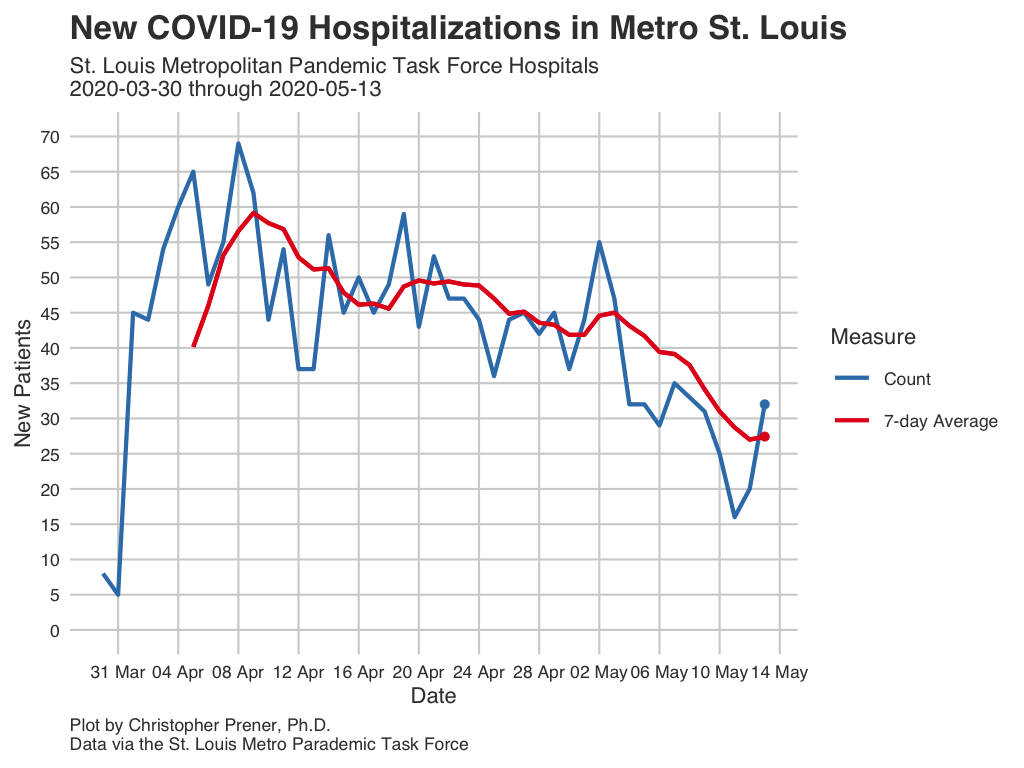 New COVID-19 Hospitalizations in Metro St. Louis
St. Louis Metropolitan Pandemic Task Force Hospitals
2020-03-30 through 2020-05-13
New Patients
70
65
60
55
50
45
40
35
30
25
20
15
10
5
0
31 Mar 04 Apr 08 Apr 12 Apr 16 Apr 20 Apr 24 Apr 28 Apr 02 May 06 May 10 May 14 May
Date
Measure
Count
7-day Average
Plot by Christopher Prener, Ph.D.
Data via the St. Louis Metro Parademic Task Force